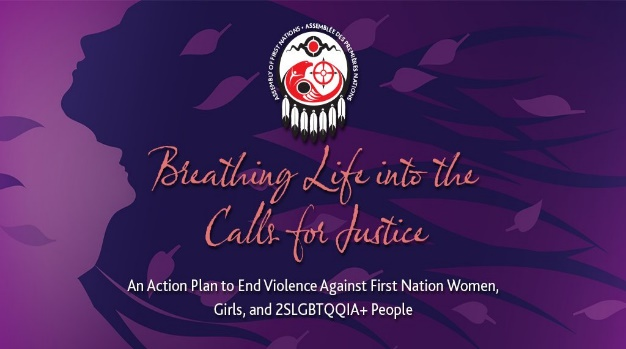 ASSEMBLY OF FIRST NATIONS • ASSEMBLÉE DES PREMIÈRES NATIONS
Breathing Life into the
Calls for Justice
An Action Plan to End Violence Against First Nation Women,
Girls, and 2SLGBTQQIA+ People